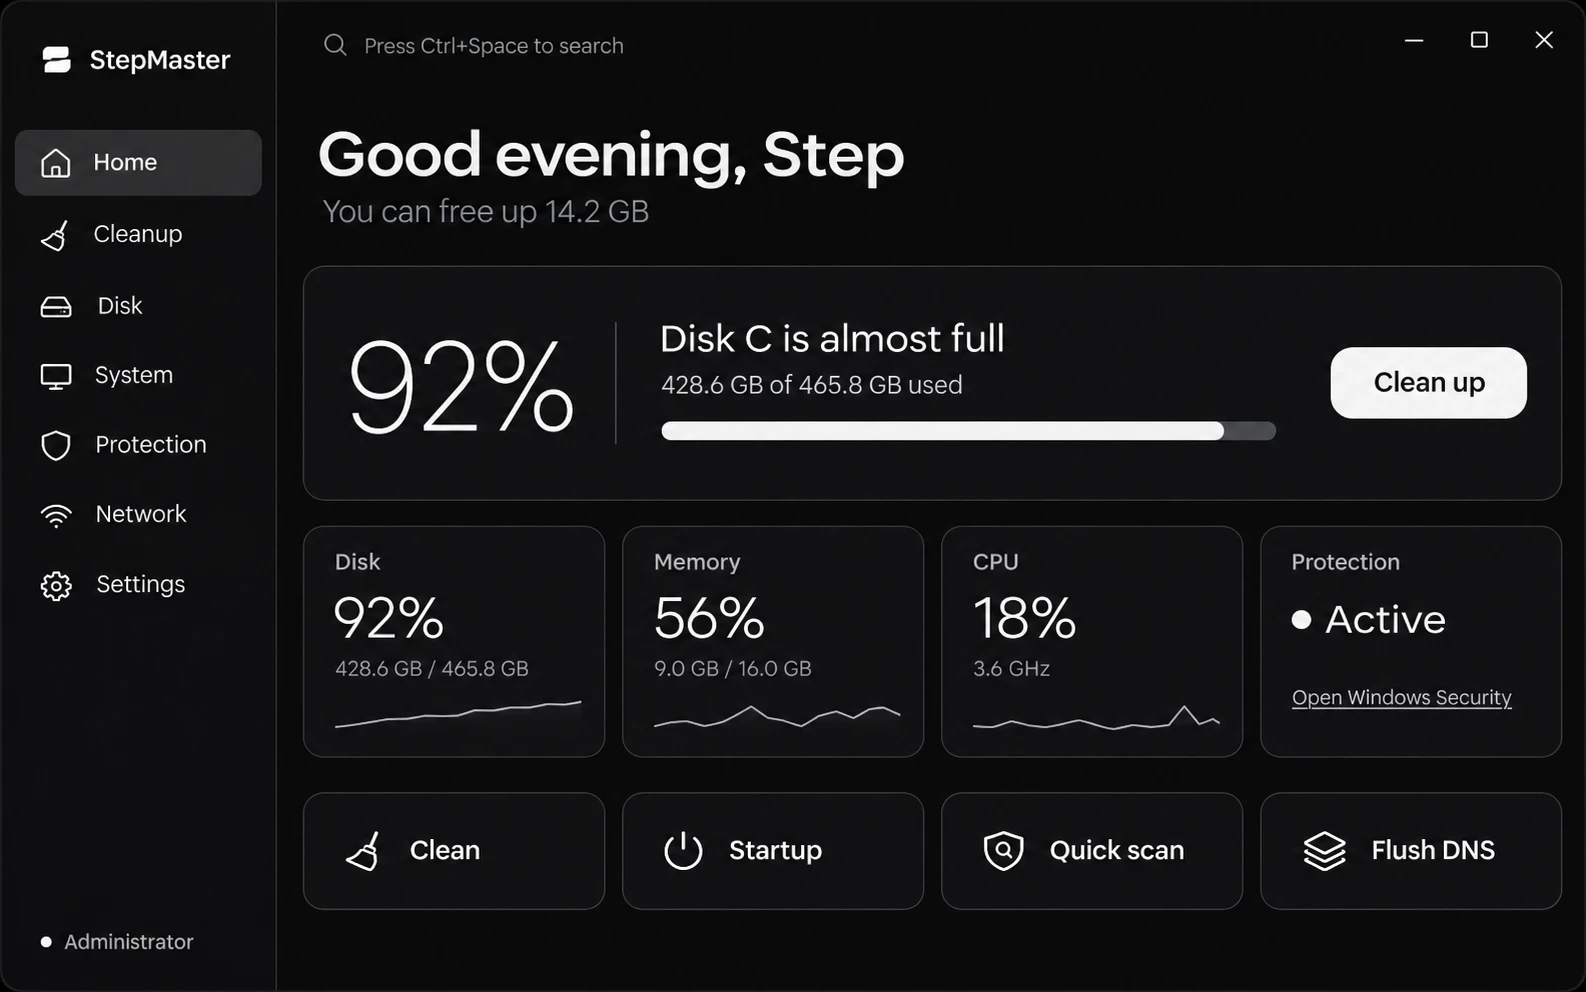 StepMaster
Press Ctrl+Space to search
Home
Cleanup
Disk
System
Protection
Network
Settings
Administrator
Good evening, Step
You can free up 14.2 GB
92%
Disk C is almost full
428.6 GB of 465.8 GB used
Clean up
Disk
92%
428.6 GB / 465.8 GB
Memory
56%
9.0 GB / 16.0 GB
CPU
18%
3.6 GHz
Protection
Active
Open Windows Security
Clean
Startup
Quick scan
Flush DNS